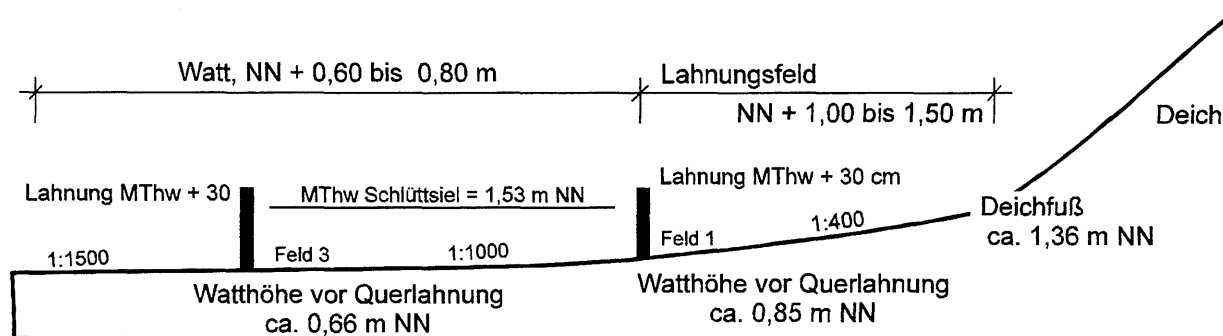 Watt, NN + 0,60 bis 0,80 m
Lahnungsfeld
NN + 1,00 bis 1,50 m
Deich
Lahnung MThw + 30
MThw Schlüttsiel = 1,53 m NN
Lahnung MThw + 30 cm
1:1500
Feld 3
1:1000
Feld 1
1:400
Deichfuß
ca. 1,36 m NN
Watthöhe vor Querlahnung
ca. 0,66 m NN
Watthöhe vor Querlahnung
ca. 0,85 m NN